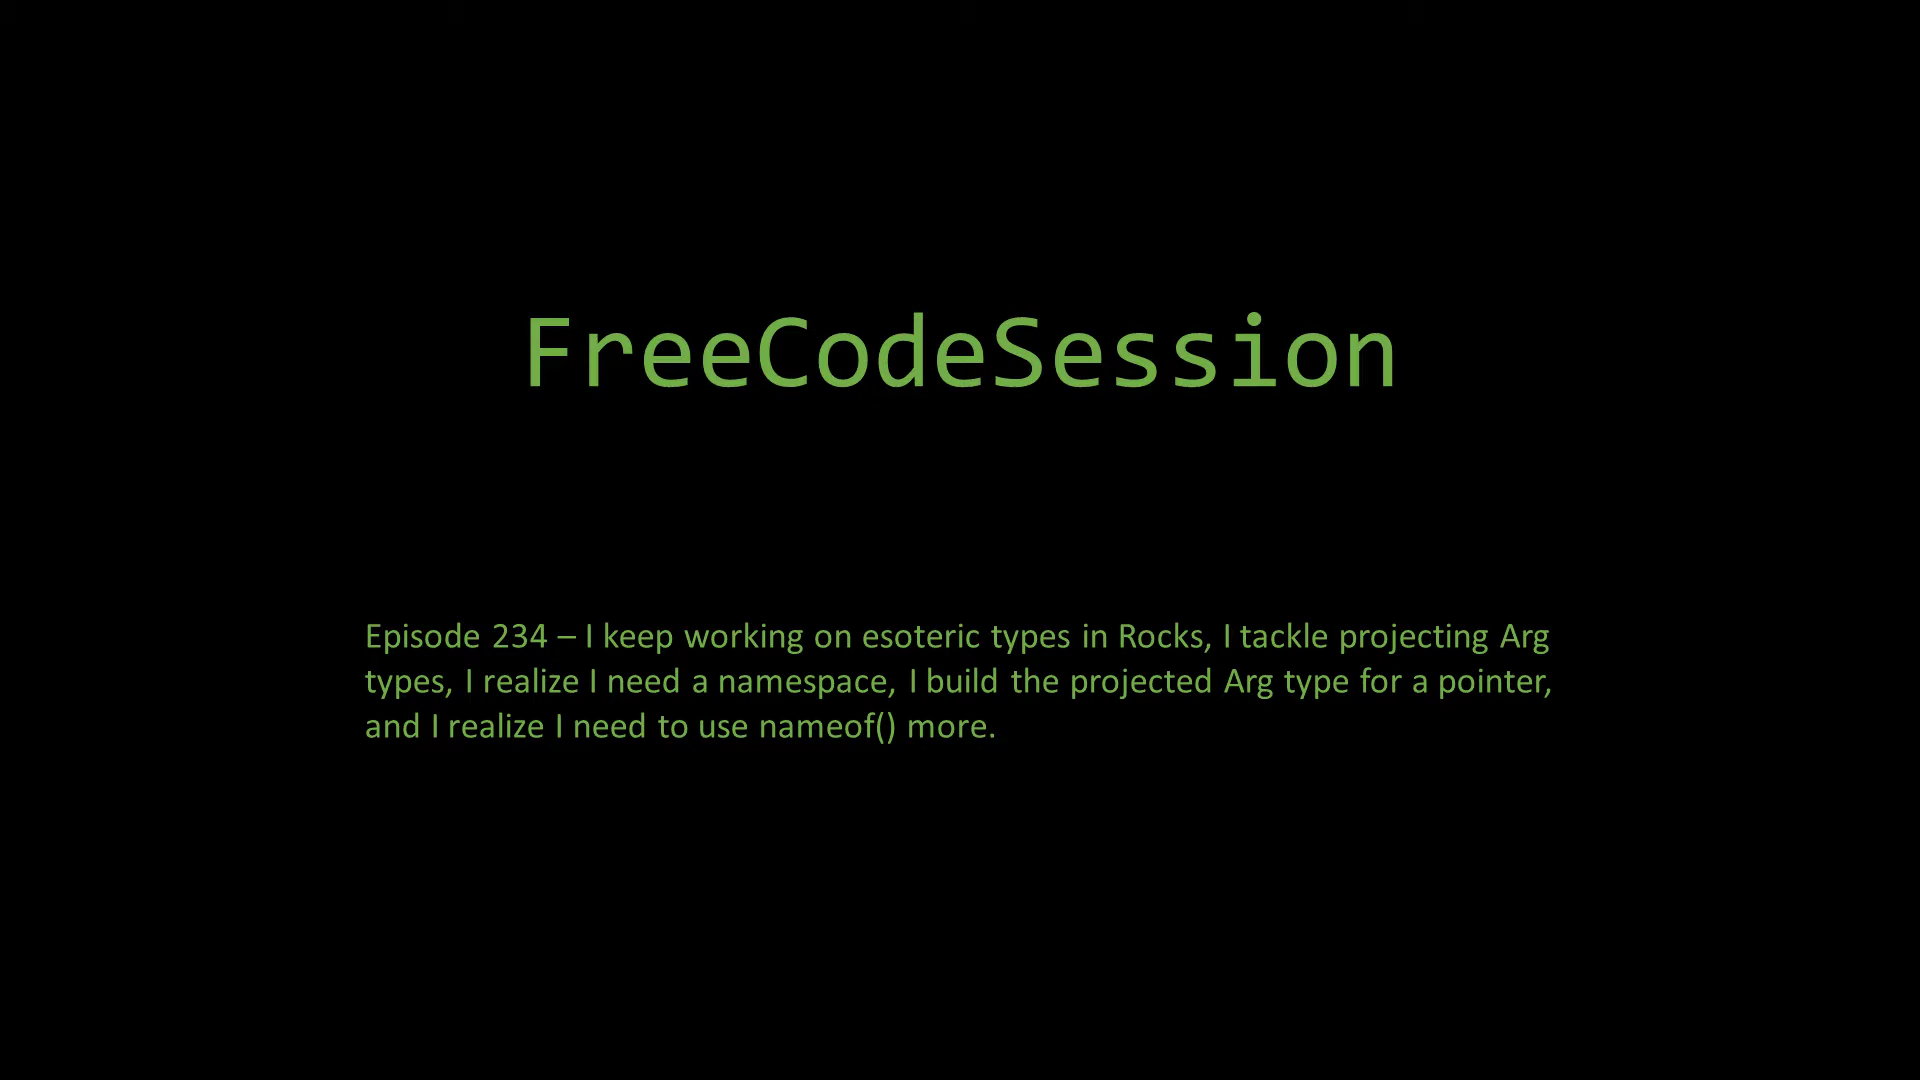 FreeCodeSession
Episode 234 – I keep working on esoteric types in Rocks, I tackle projecting Arg
types, I realize I need a namespace, I build the projected Arg type for a pointer,
and I realize I need to use nameof() more.